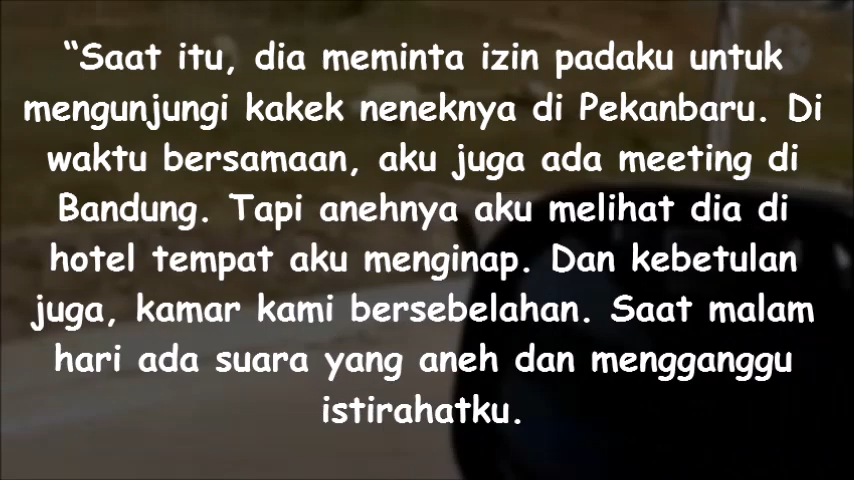 “Saat itu, dia meminta izin padaku untuk
mengunjungi kakek neneknya di Pekanbaru. Di
waktu bersamaan, aku juga ada meeting di
Bandung. Tapi anehnya aku melihat dia di
hotel tempat aku menginap. Dan kebetulan
juga, kamar kami bersebelahan. Saat malam
hari ada suara yang aneh dan mengganggu
istirahatku.